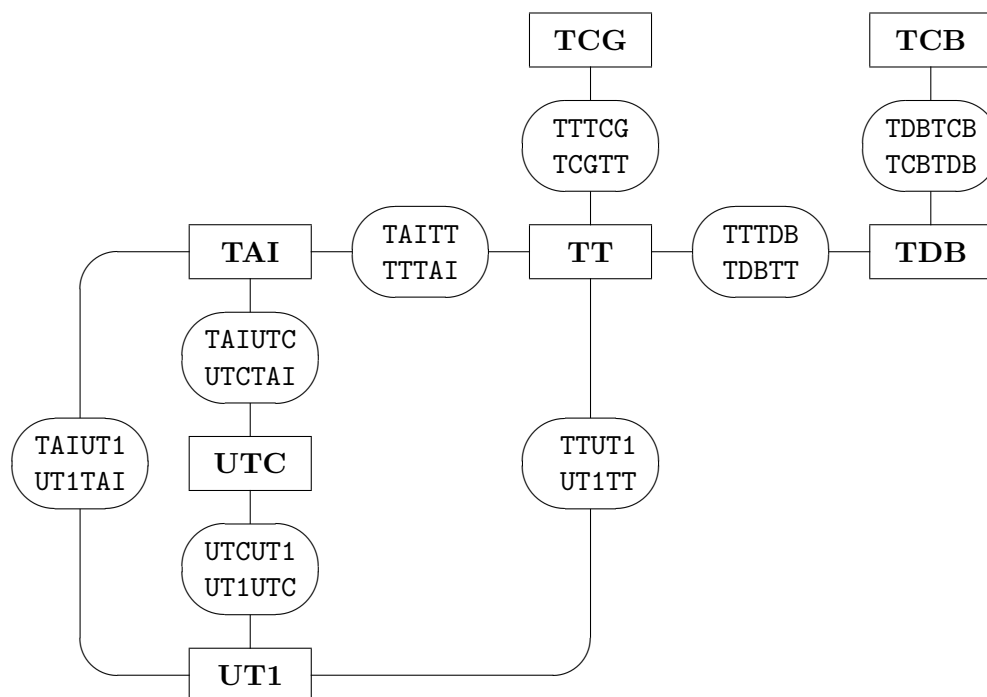 TCG
TCB
TTTCG
TCGTT
TDBTCB
TCBTDB
TAI
TAITT
TTTAI
TT
TTTDB
TDBTT
TDB
TAIUTC
UTCTAI
TAIUT1
UT1TAI
UTC
TTUT1
UT1TT
UTCUT1
UT1UTC
UT1